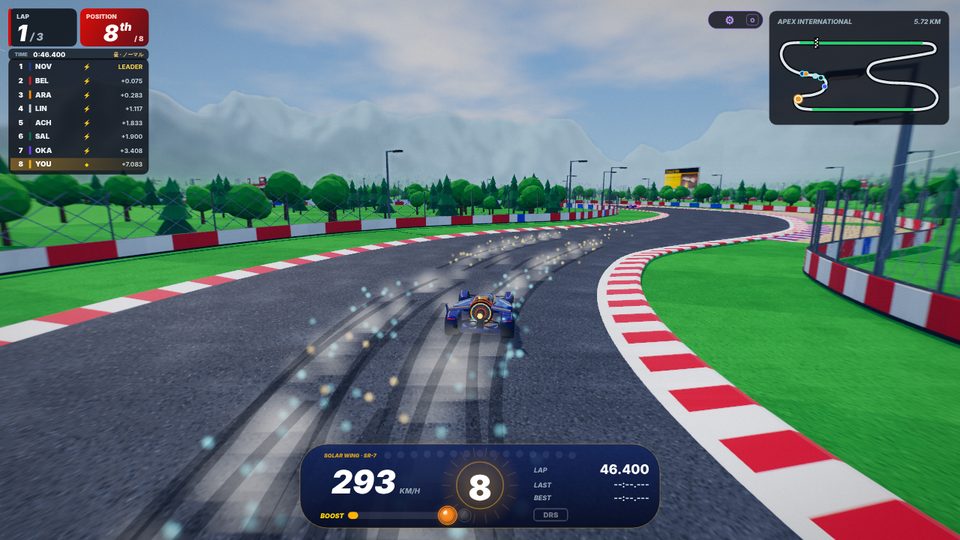 LAP
1/3
POSITION
8th
/ 8
TIME 0:46.400
1 NOV LEADER
2 BEL +0.075
3 ARA +0.283
4 LIN +1.117
5 ACH +1.833
6 SAL +1.900
7 OKA +3.408
8 YOU +7.083
APEX INTERNATIONAL 5.72 KM
SOLAR WING · SR-7
293 KM/H
8
BOOST
LAP 46.400
LAST --:--.---
BEST --:--.---
DRS